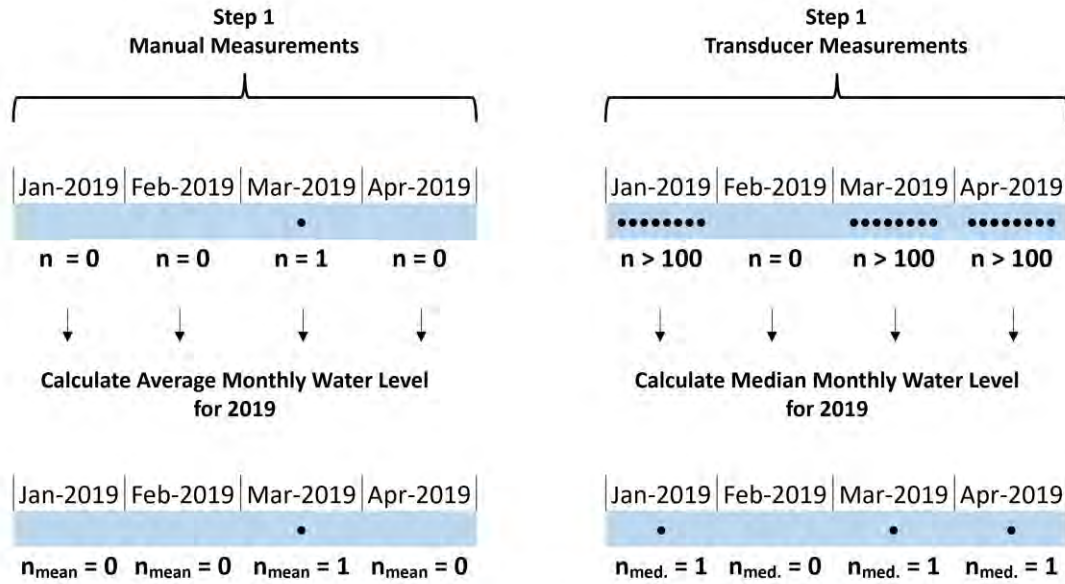 Step 1
Manual Measurements
Jan-2019 Feb-2019 Mar-2019 Apr-2019
n = 0 n = 0 n = 1 n = 0
Calculate Average Monthly Water Level
for 2019
Jan-2019 Feb-2019 Mar-2019 Apr-2019
nmean = 0 nmean = 0 nmean = 1 nmean = 0
Step 1
Transducer Measurements
Jan-2019 Feb-2019 Mar-2019 Apr-2019
n > 100 n = 0 n > 100 n > 100
Calculate Median Monthly Water Level
for 2019
Jan-2019 Feb-2019 Mar-2019 Apr-2019
nmed. = 1 nmed. = 0 nmed. = 1 nmed. = 1